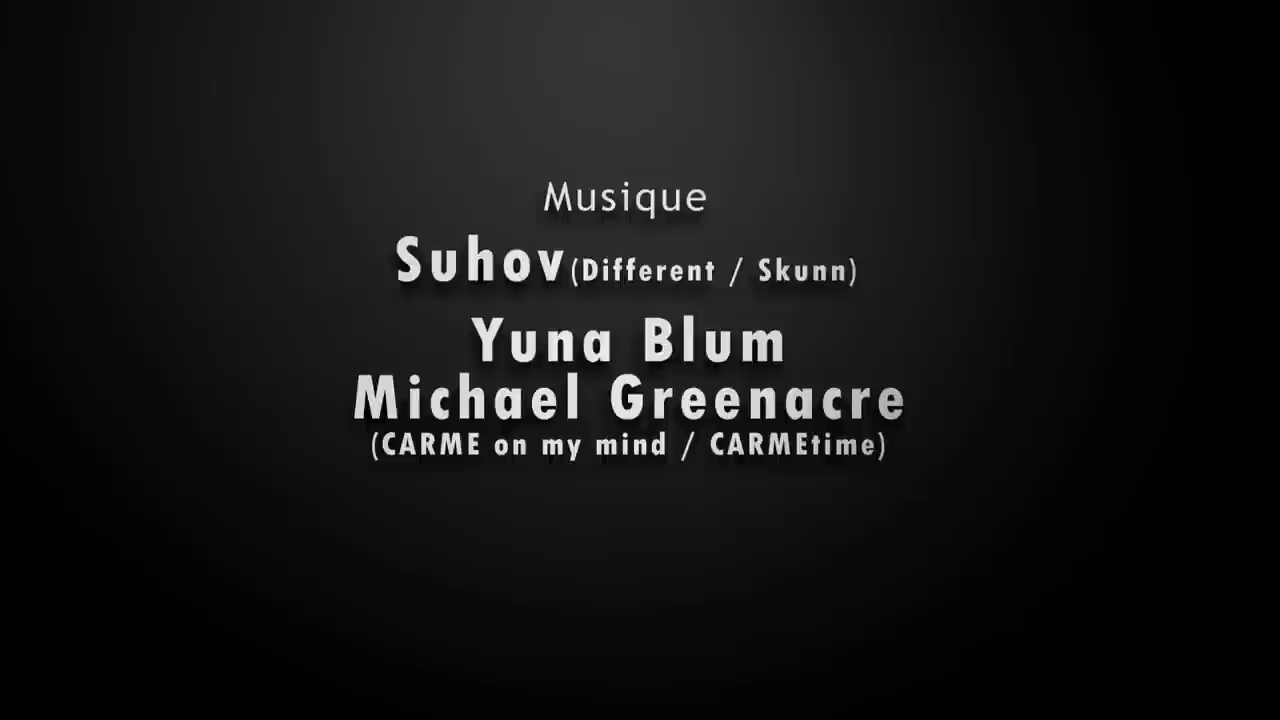 Musique
Suhov (Different / Skunn)
Yuna Blum
Michael Greenacre
(CARME on my mind / CARMEtime)